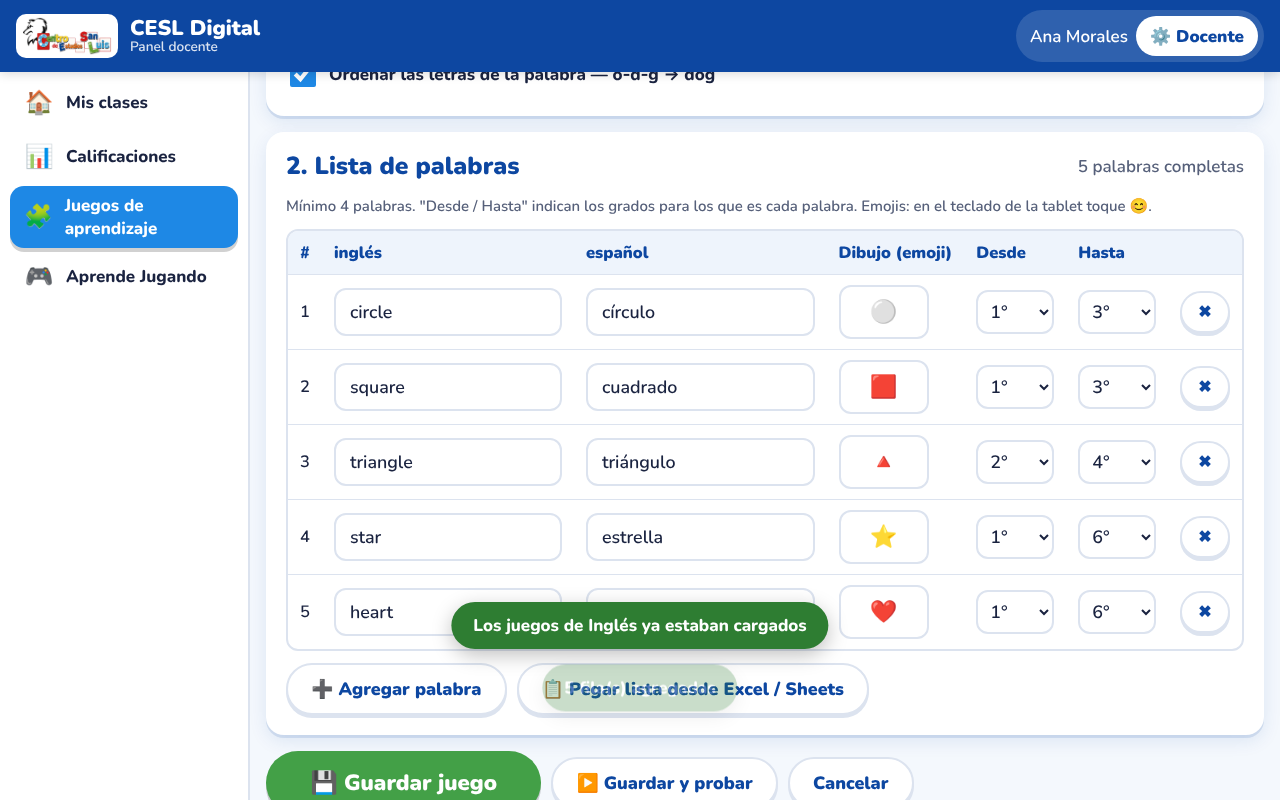 Centro de Estudios San Luis
CESL Digital
Panel docente
Ana Morales
⚙️ Docente
🏠 Mis clases
📊 Calificaciones
🧩 Juegos de
aprendizaje
🎮 Aprende Jugando
Ordenar las letras de la palabra — o-d-g → dog
2. Lista de palabras
5 palabras completas
Mínimo 4 palabras. "Desde / Hasta" indican los grados para los que es cada palabra. Emojis: en el teclado de la tablet toque 😊.
# inglés español Dibujo (emoji) Desde Hasta
1 circle círculo ⚪ 1° 3° ✖
2 square cuadrado 🟥 1° 3° ✖
3 triangle triángulo 🔺 2° 4° ✖
4 star estrella ⭐ 1° 6° ✖
5 heart ❤️ 1° 6° ✖
Los juegos de Inglés ya estaban cargados
➕ Agregar palabra
📋 Pegar lista desde Excel / Sheets
💾 Guardar juego
▶️ Guardar y probar
Cancelar